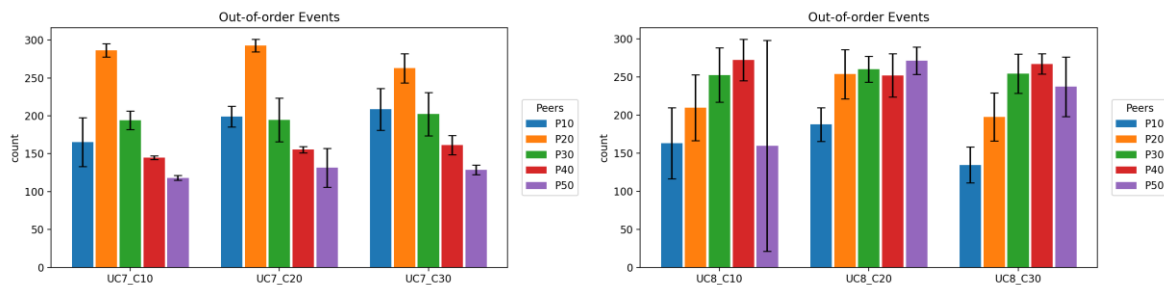 Out-of-order Events
300
250
200
150
100
50
0
count
UC7_C10
UC7_C20
UC7_C30
Peers
P10
P20
P30
P40
P50
Out-of-order Events
300
250
200
150
100
50
0
count
UC8_C10
UC8_C20
UC8_C30
Peers
P10
P20
P30
P40
P50